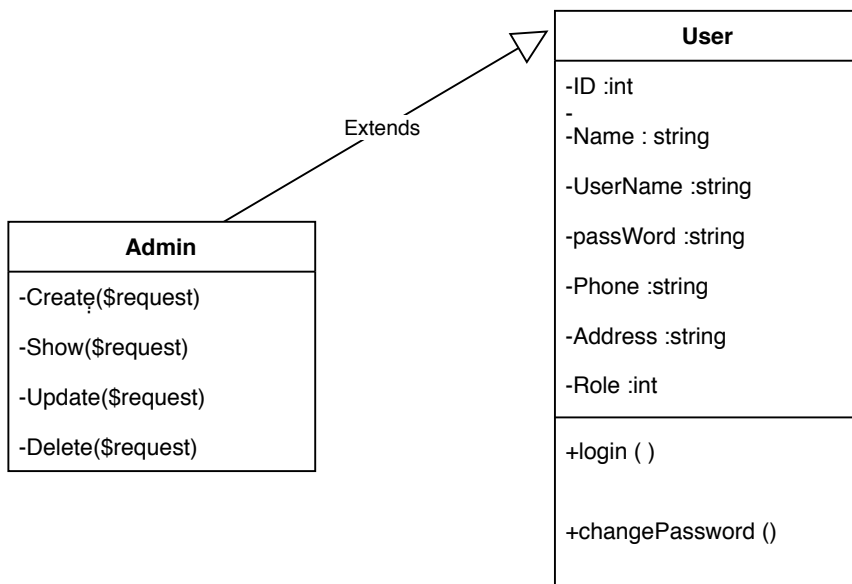 User
-ID :int
-
-Name : string
-UserName :string
-passWord :string
-Phone :string
-Address :string
-Role :int
+login ( )
+changePassword ()
Extends
Admin
-Create($request)
-Show($request)
-Update($request)
-Delete($request)